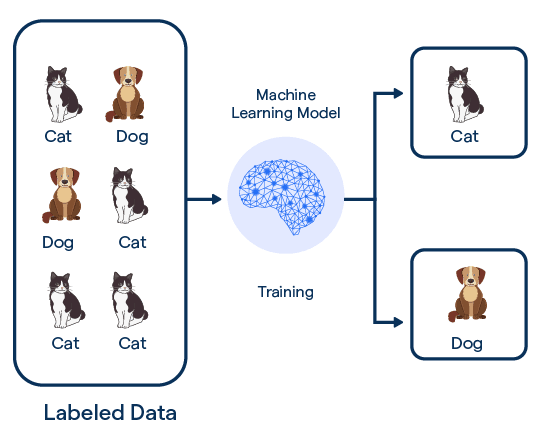 Cat Dog
Dog Cat
Cat Cat
Labeled Data
Machine
Learning Model
Training
Cat
Dog